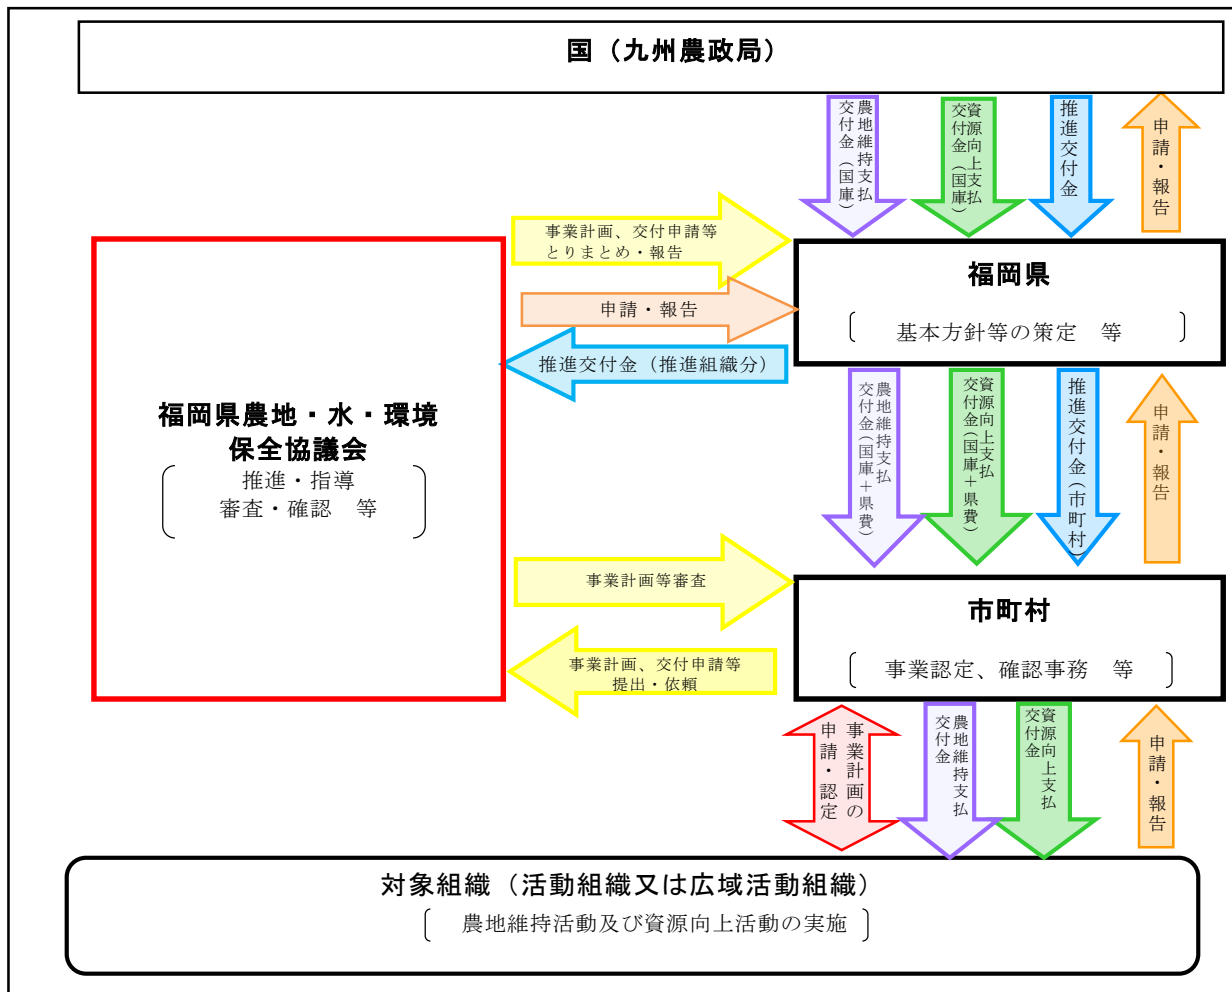 国（九州農政局）
農地維持支払
交付金（国庫）
資源向上支払
交付金（国庫）
推進交付金
申請・報告
事業計画、交付申請等
とりまとめ・報告
福岡県
基本方針等の策定　等
申請・報告
推進交付金（推進組織分）
福岡県農地・水・環境
保全協議会
推進・指導
審査・確認　等
農地維持支払
交付金（国庫＋県費）
資源向上支払
交付金（国庫＋県費）
推進交付金（市町村）
申請・報告
事業計画等審査
市町村
事業認定、確認事務　等
事業計画、交付申請等
提出・依頼
事業計画の
申請・認定
農地維持支払
交付金
資源向上支払
交付金
申請・報告
対象組織（活動組織又は広域活動組織）
農地維持活動及び資源向上活動の実施